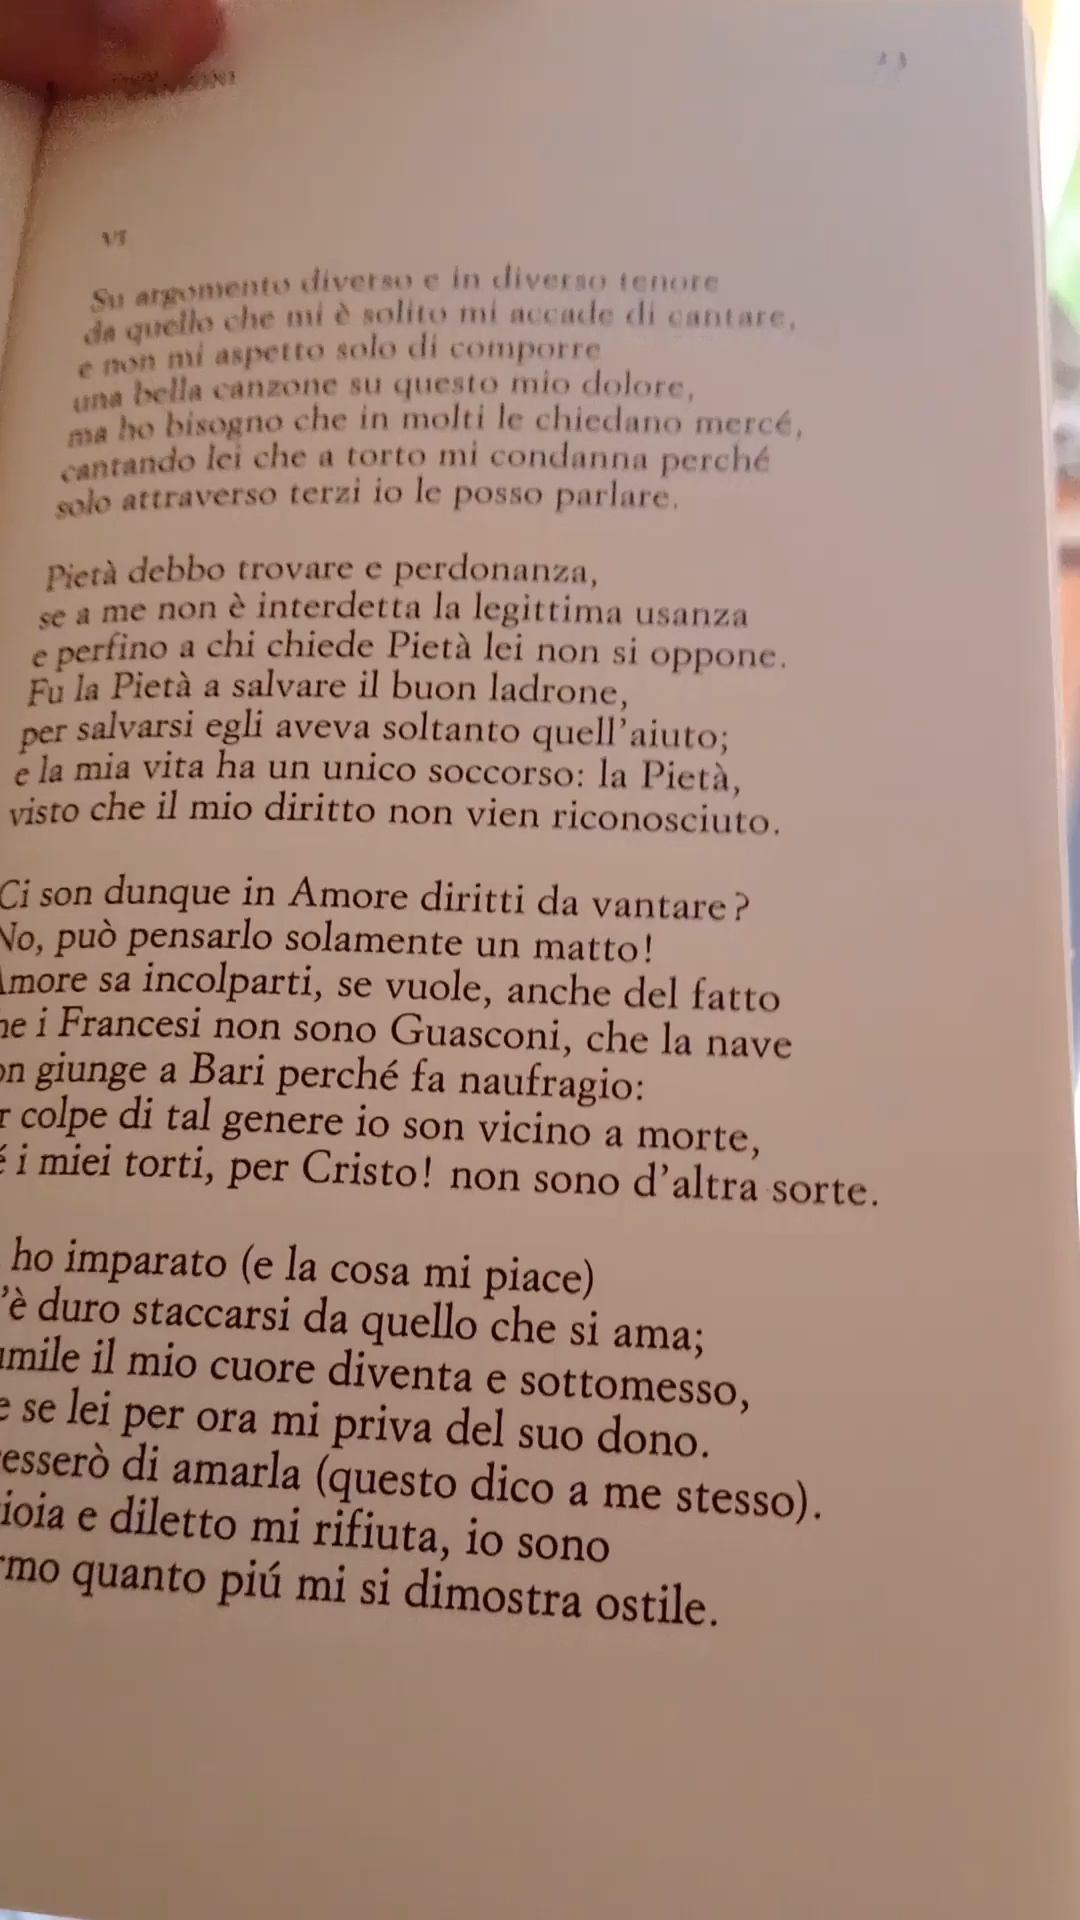 VI
Su argomento diverso e in diverso tenore
da quello che mi è solito mi accade di cantare,
e non mi aspetto solo di comporre
una bella canzone su questo mio dolore,
ma ho bisogno che in molti le chiedano mercé,
cantando lei che a torto mi condanna perché
solo attraverso terzi io le posso parlare.
Pietà debbo trovare e perdonanza,
se a me non è interdetta la legittima usanza
e perfino a chi chiede Pietà lei non si oppone.
Fu la Pietà a salvare il buon ladrone,
per salvarsi egli aveva soltanto quell'aiuto;
e la mia vita ha un unico soccorso: la Pietà,
visto che il mio diritto non vien riconosciuto.
Ci son dunque in Amore diritti da vantare?
No, può pensarlo solamente un matto!
Amore sa incolparti, se vuole, anche del fatto
he i Francesi non sono Guasconi, che la nave
on giunge a Bari perché fa naufragio:
r colpe di tal genere io son vicino a morte,
é i miei torti, per Cristo! non sono d'altra sorte.
ho imparato (e la cosa mi piace)
'è duro staccarsi da quello che si ama;
umile il mio cuore diventa e sottomesso,
e se lei per ora mi priva del suo dono.
esserò di amarla (questo dico a me stesso).
ioia e diletto mi rifiuta, io sono
rmo quanto piú mi si dimostra ostile.